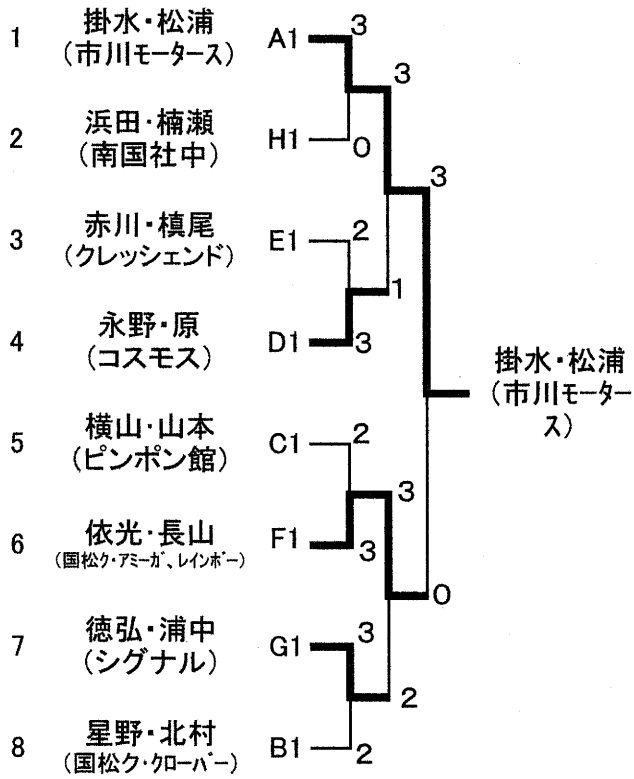 1 掛水・松浦 A1 3
(市川モータース) 3
2 浜田・楠瀬 H1 0
(南国社中) 3
3 赤川・槙尾 E1 2
(クレッシェンド) 1
4 永野・原 D1 3
(コスモス)
掛水・松浦
(市川モーター
ス)
5 横山・山本 C1 2
(ピンポン館) 3
6 依光・長山 F1 3
(国松ク・アミーガ、レインボー) 0
7 徳弘・浦中 G1 3
(シグナル) 2
8 星野・北村 B1 2
(国松ク・クローバー)